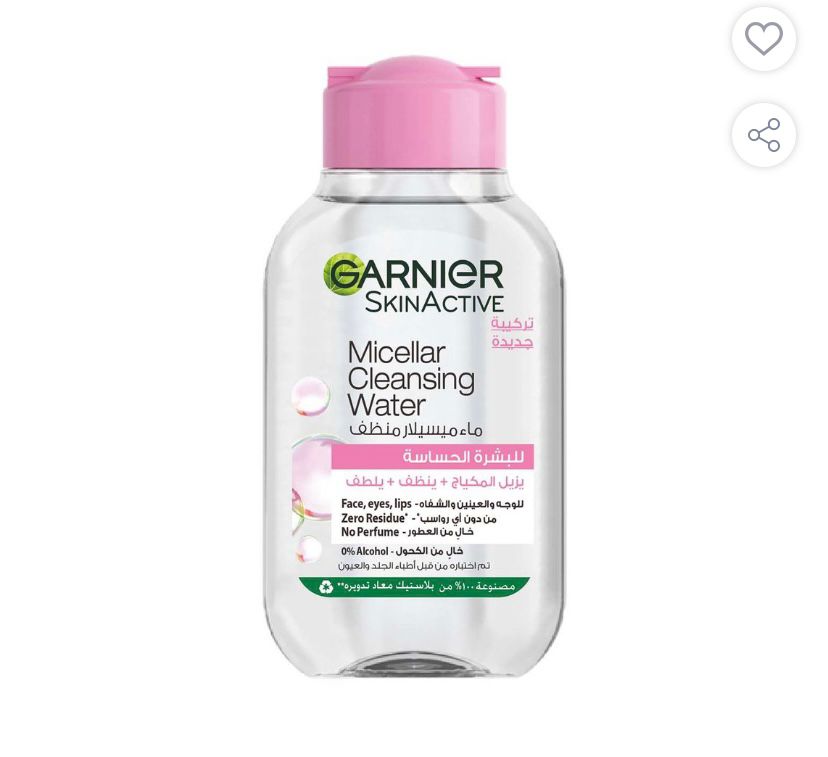 GARNIER
SKINACTIVE
تركيبة
جديدة
Micellar
Cleansing
Water
ماء ميسيلار منظف
للبشرة الحساسة
يزيل المكياج + ينظف + يلطف
Face, eyes, lips - للوجه والعينين والشفاه
Zero Residue* - *من دون أي رواسب
No Perfume - خالٍ من العطور
0% Alcohol - خالٍ من الكحول
تم اختباره من قبل أطباء الجلد والعيون
مصنوعة ١٠٠% من بلاستيك معاد تدويره**